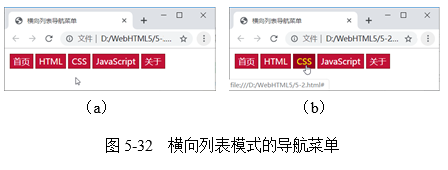 横向列表导航菜单
文件 | D:/WebHTML5/5-...
首页 HTML CSS JavaScript 关于
(a)
横向列表导航菜单
文件 | D:/WebHTML5/5-2....
首页 HTML CSS JavaScript 关于
file:///D:/WebHTML5/5-2.html#
(b)
图 5-32 横向列表模式的导航菜单